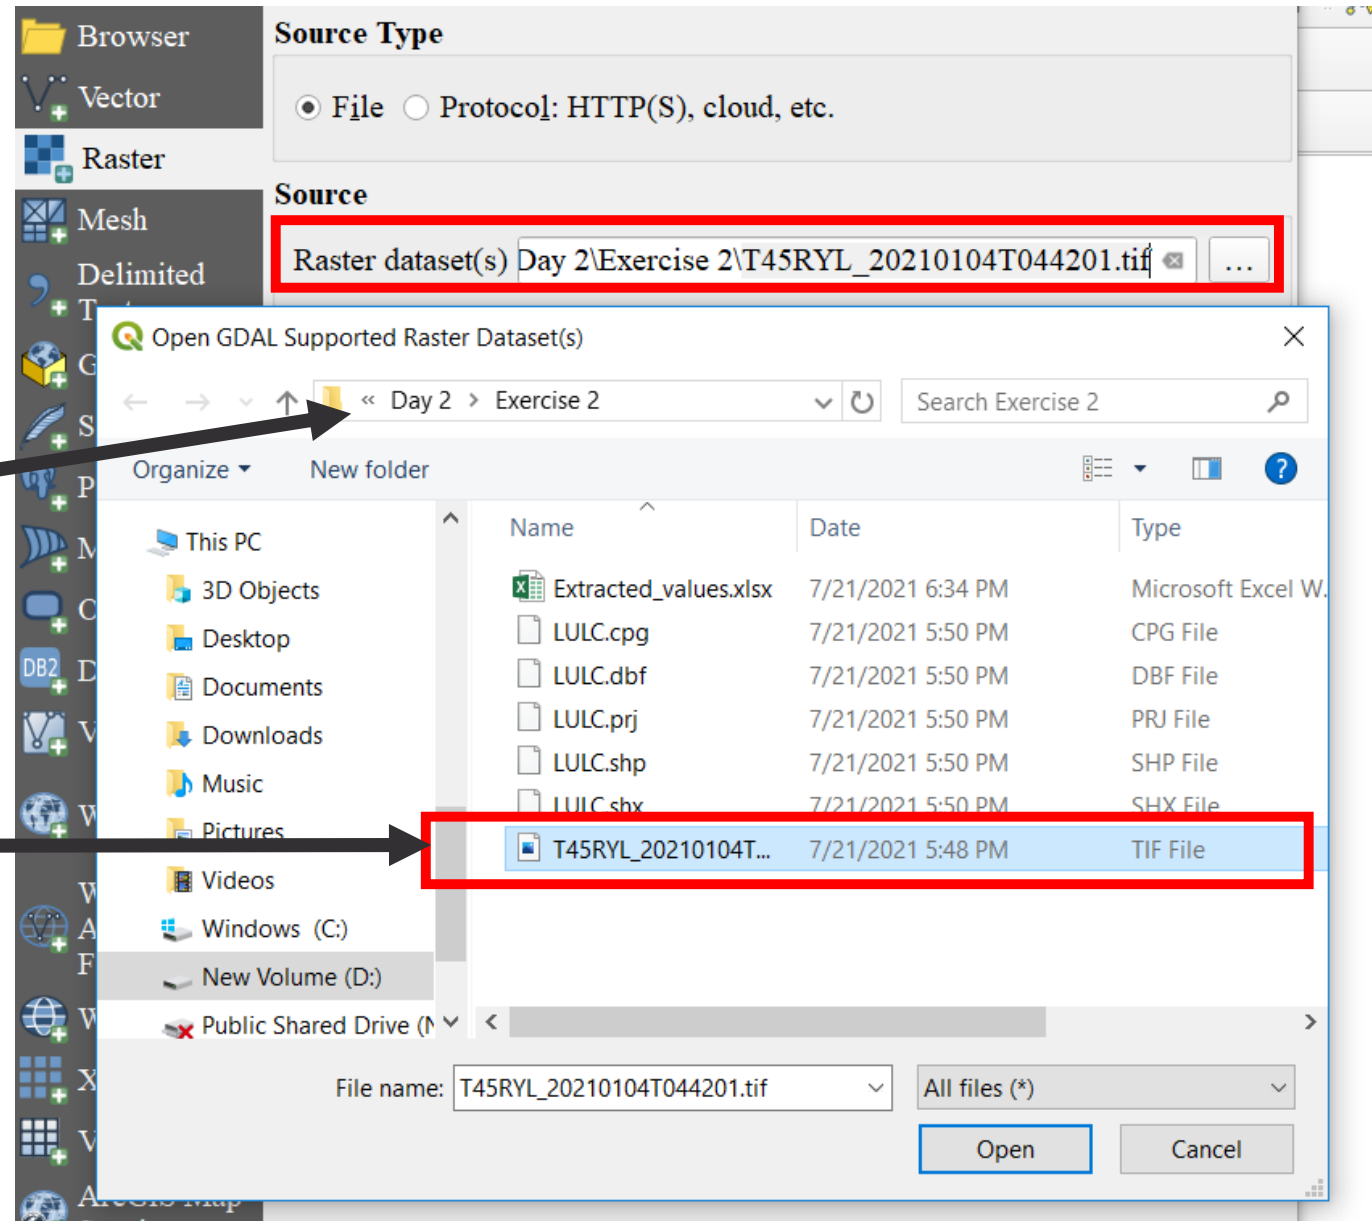 Browser
Vector
Raster
Mesh
Delimited
Source Type
File Protocol: HTTP(S), cloud, etc.
Source
Raster dataset(s) Day 2\Exercise 2\T45RYL_20210104T044201.tif ...
Open GDAL Supported Raster Dataset(s)
« Day 2 > Exercise 2
Search Exercise 2
Organize New folder
?
Name Date Type
This PC
3D Objects
Desktop
Documents
Downloads
Music
Pictures
Videos
Windows (C:)
New Volume (D:)
Public Shared Drive (N
Extracted_values.xlsx 7/21/2021 6:34 PM Microsoft Excel W.
LULC.cpg 7/21/2021 5:50 PM CPG File
LULC.dbf 7/21/2021 5:50 PM DBF File
LULC.prj 7/21/2021 5:50 PM PRJ File
LULC.shp 7/21/2021 5:50 PM SHP File
LULC.shx 7/21/2021 5:50 PM SHX File
T45RYL_20210104T... 7/21/2021 5:48 PM TIF File
G
S
P
M
C
DB2 D
V
W
W
A
F
W
X
V
ArcGIS Map
File name: T45RYL_20210104T044201.tif All files (*)
Open Cancel